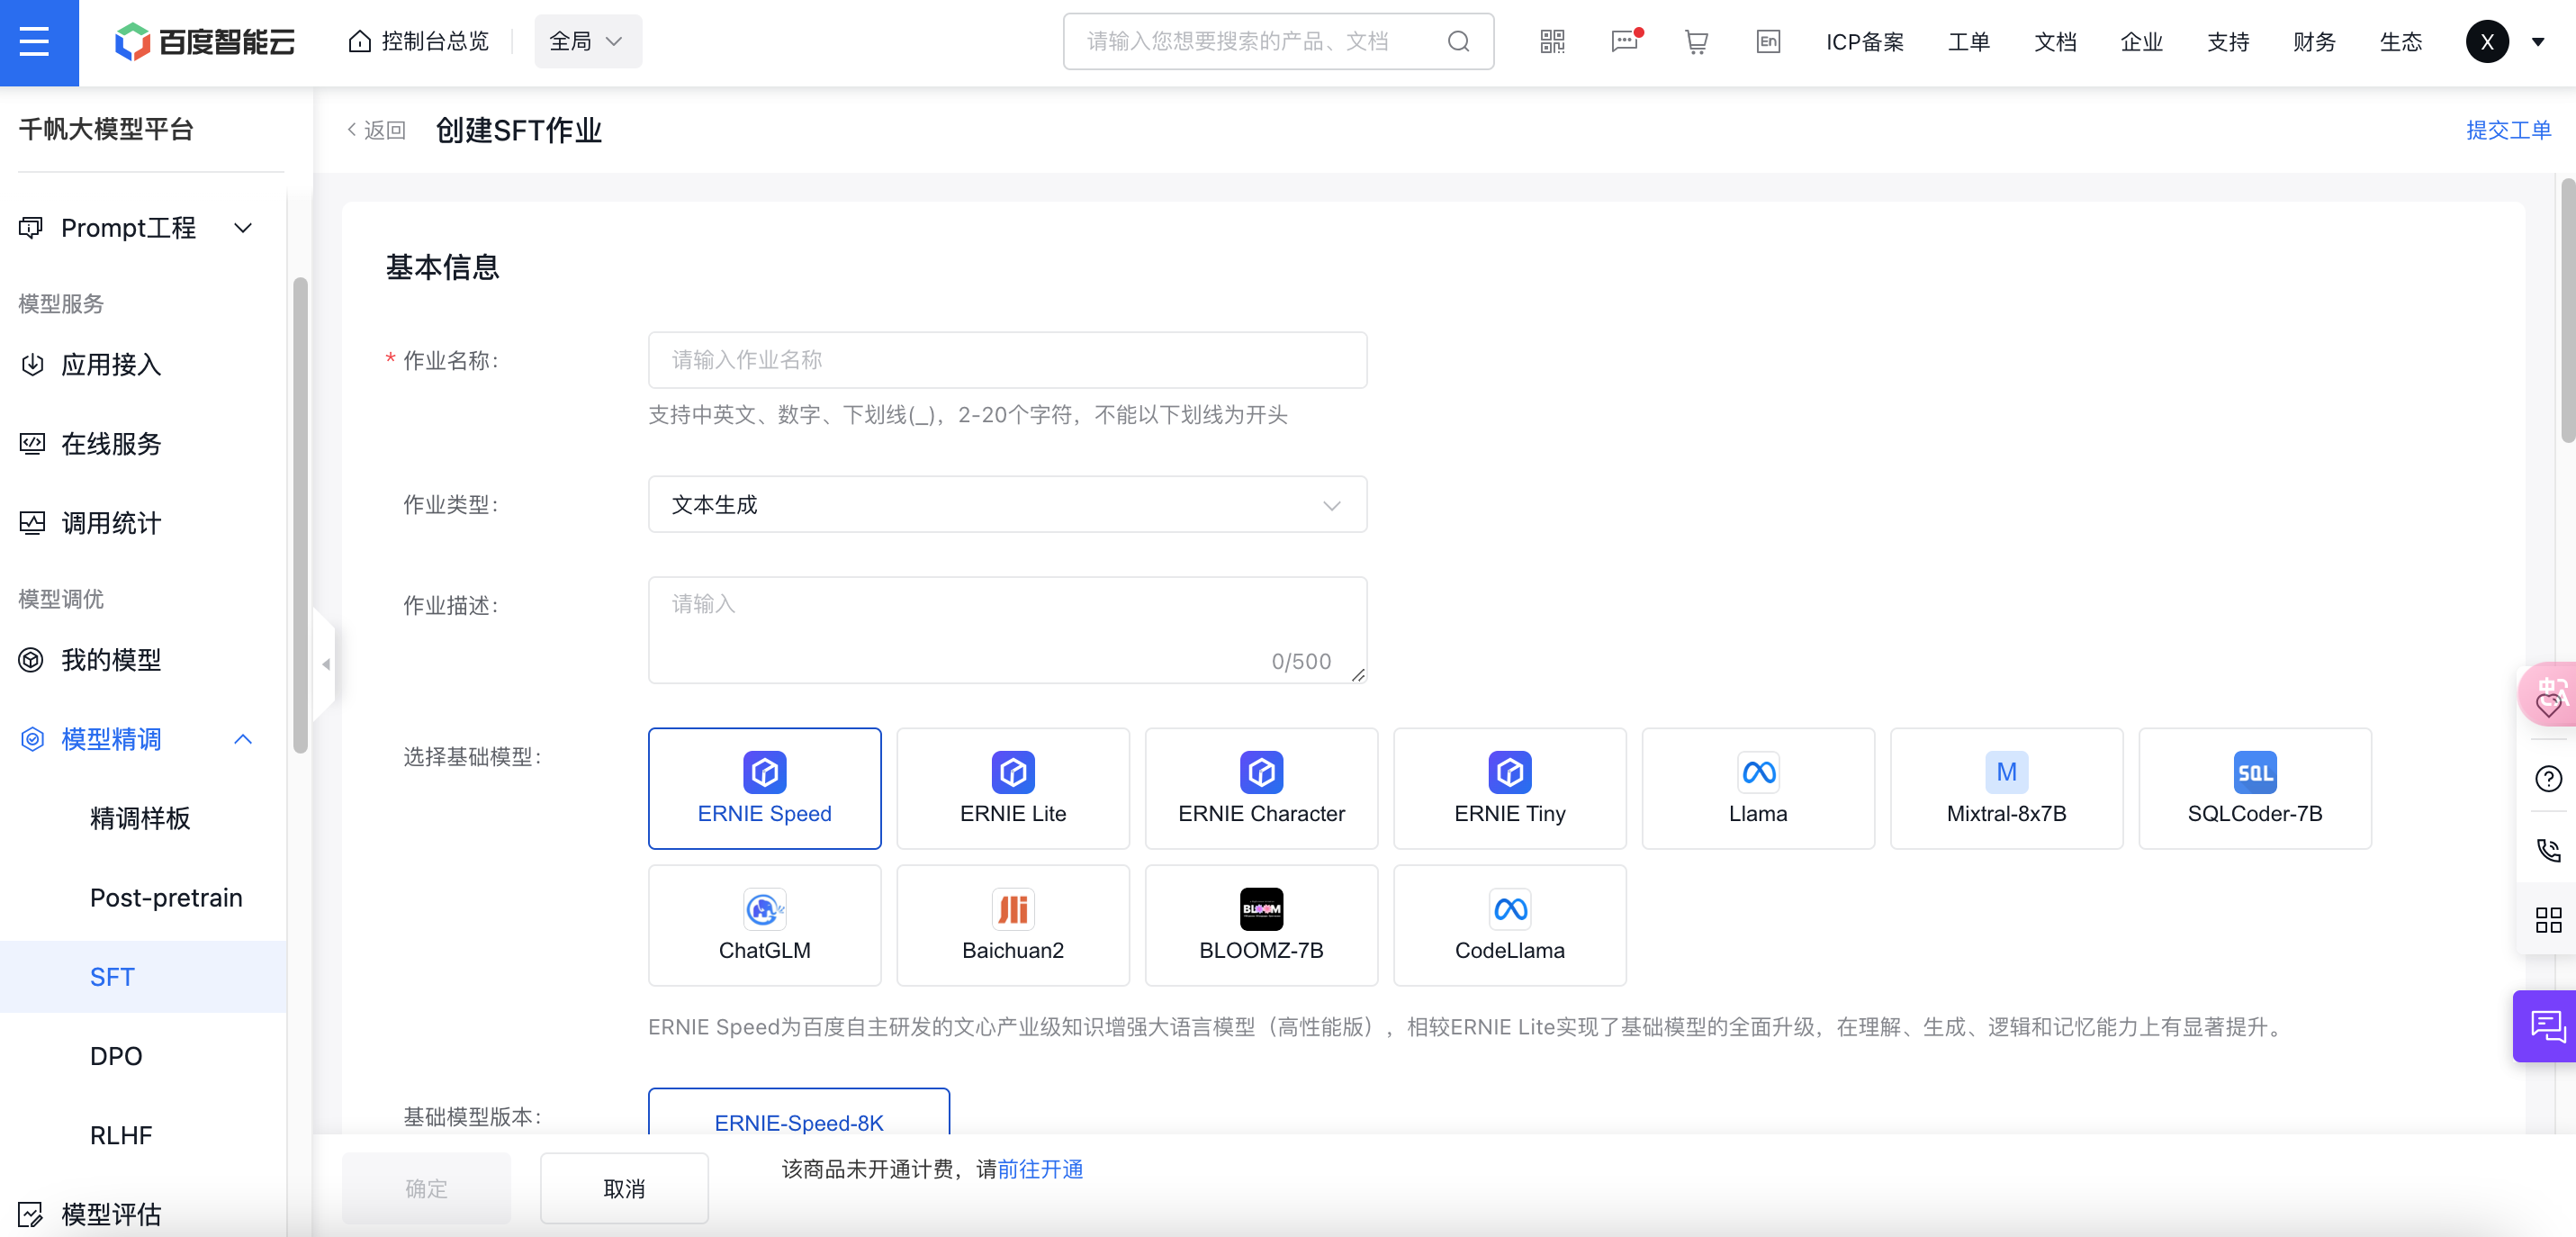 百度智能云
控制台总览
全局
请输入您想要搜索的产品、文档
En
ICP备案
工单
文档
企业
支持
财务
生态
X
千帆大模型平台
Prompt工程
模型服务
应用接入
在线服务
调用统计
模型调优
我的模型
模型精调
精调样板
Post-pretrain
SFT
DPO
RLHF
模型评估
返回
创建SFT作业
提交工单
基本信息
* 作业名称：
请输入作业名称
支持中英文、数字、下划线(_)，2-20个字符，不能以下划线为开头
作业类型：
文本生成
作业描述：
请输入
0/500
选择基础模型：
ERNIE Speed
ERNIE Lite
ERNIE Character
ERNIE Tiny
Llama
M
Mixtral-8x7B
SQL
SQLCoder-7B
ChatGLM
Baichuan2
BLOOM
BLOOMZ-7B
CodeLlama
ERNIE Speed为百度自主研发的文心产业级知识增强大语言模型（高性能版），相较ERNIE Lite实现了基础模型的全面升级，在理解、生成、逻辑和记忆能力上有显著提升。
基础模型版本：
ERNIE-Speed-8K
确定
取消
该商品未开通计费，请前往开通